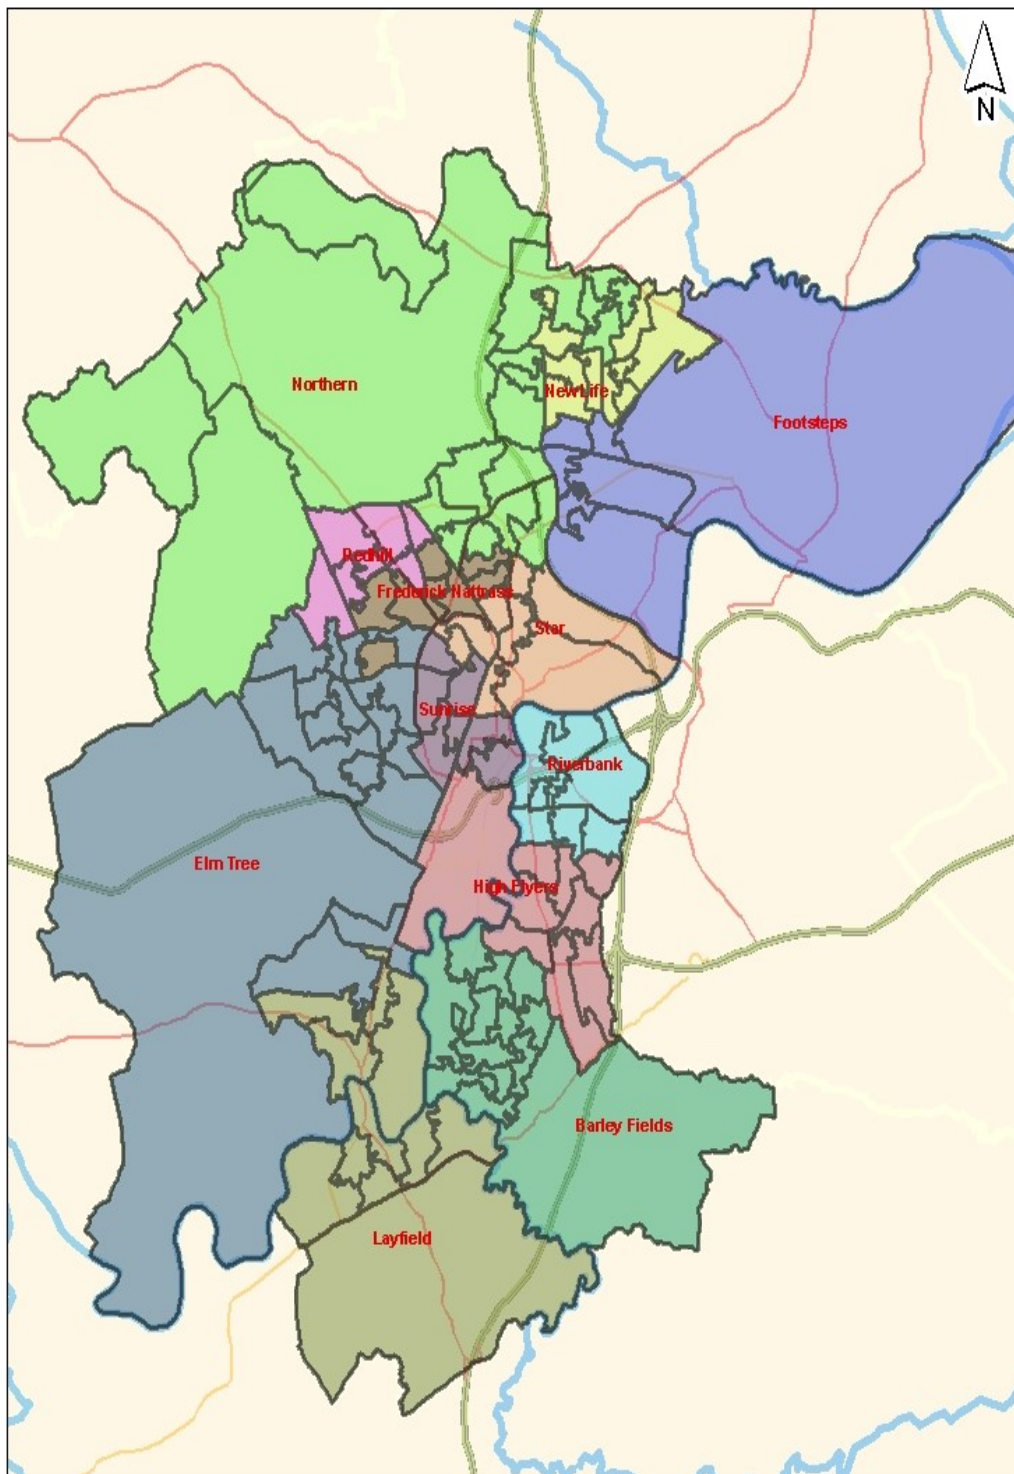 N
Northern
NewLife
Footsteps
Redhill
Frederick Nattrass
Star
Sunrise
Riverbank
Elm Tree
High Flyers
Barley Fields
Layfield